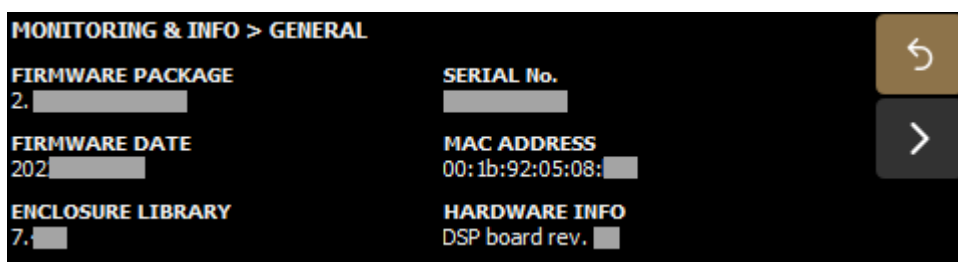 MONITORING & INFO > GENERAL
FIRMWARE PACKAGE
2.
SERIAL No.
FIRMWARE DATE
202
MAC ADDRESS
00:1b:92:05:08:
ENCLOSURE LIBRARY
7.
HARDWARE INFO
DSP board rev.